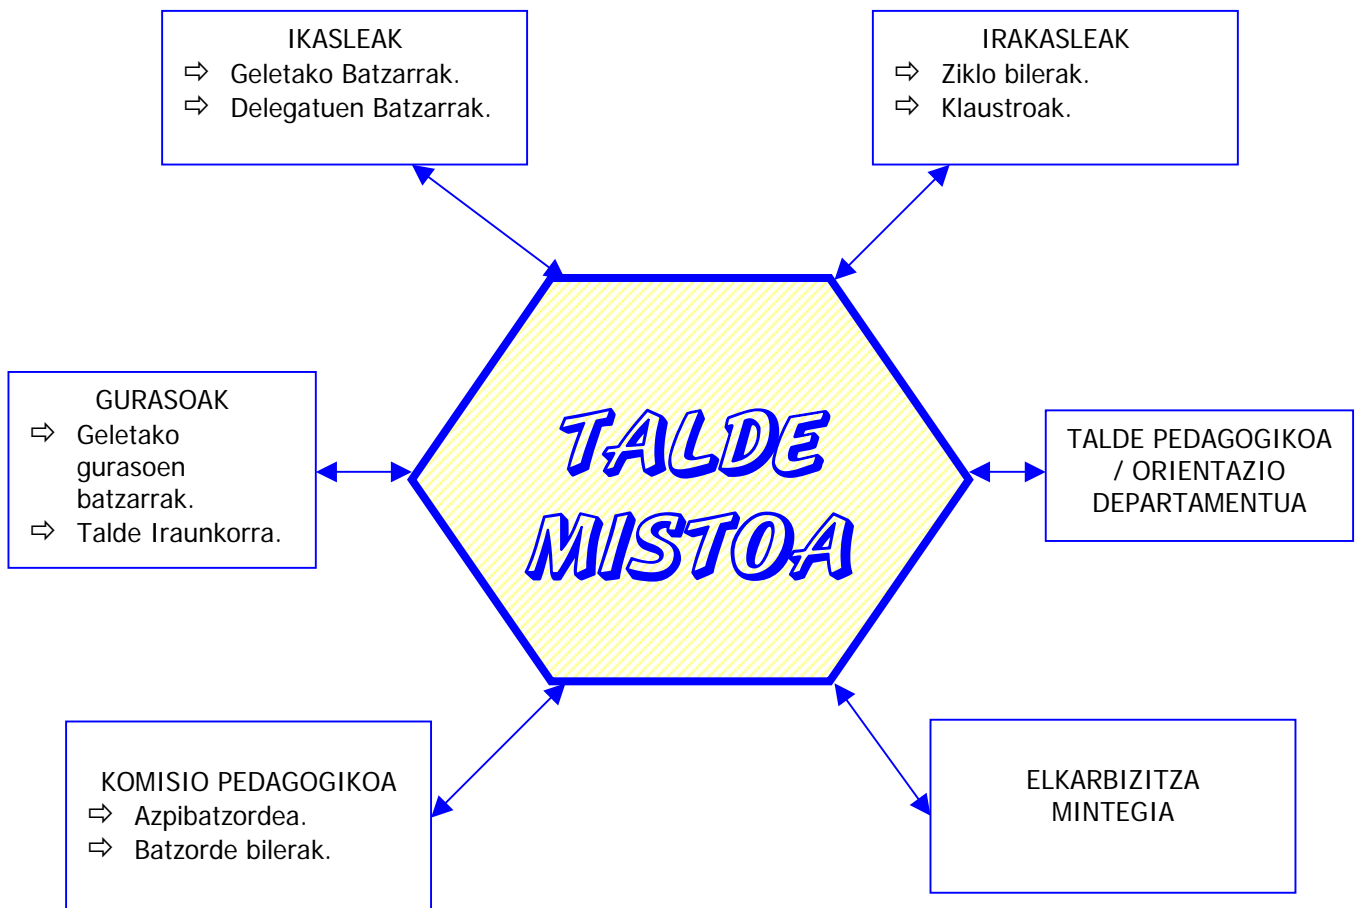 IKASLEAK
⇨ Geletako Batzarrak.
⇨ Delegatuen Batzarrak.
IRAKASLEAK
⇨ Ziklo bilerak.
⇨ Klaustroak.
GURASOAK
⇨ Geletako
gurasoen
batzarrak.
⇨ Talde Iraunkorra.
TALDE
MISTOA
TALDE PEDAGOGIKOA
/ ORIENTAZIO
DEPARTAMENTUA
KOMISIO PEDAGOGIKOA
⇨ Azpibatzordea.
⇨ Batzorde bilerak.
ELKARBIZITZA
MINTEGIA